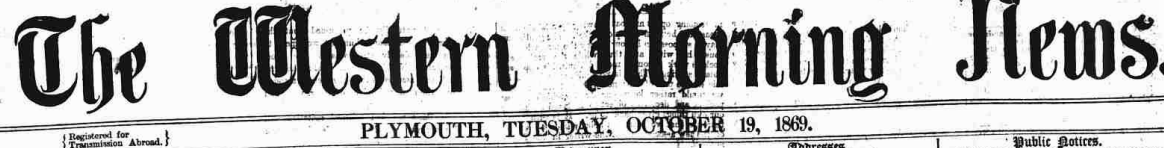 The Western Morning News.
PLYMOUTH, TUESDAY, OCTOBER 19, 1869.
{Registered for
Transmission Abroad.}
Addresses
Public Notices.